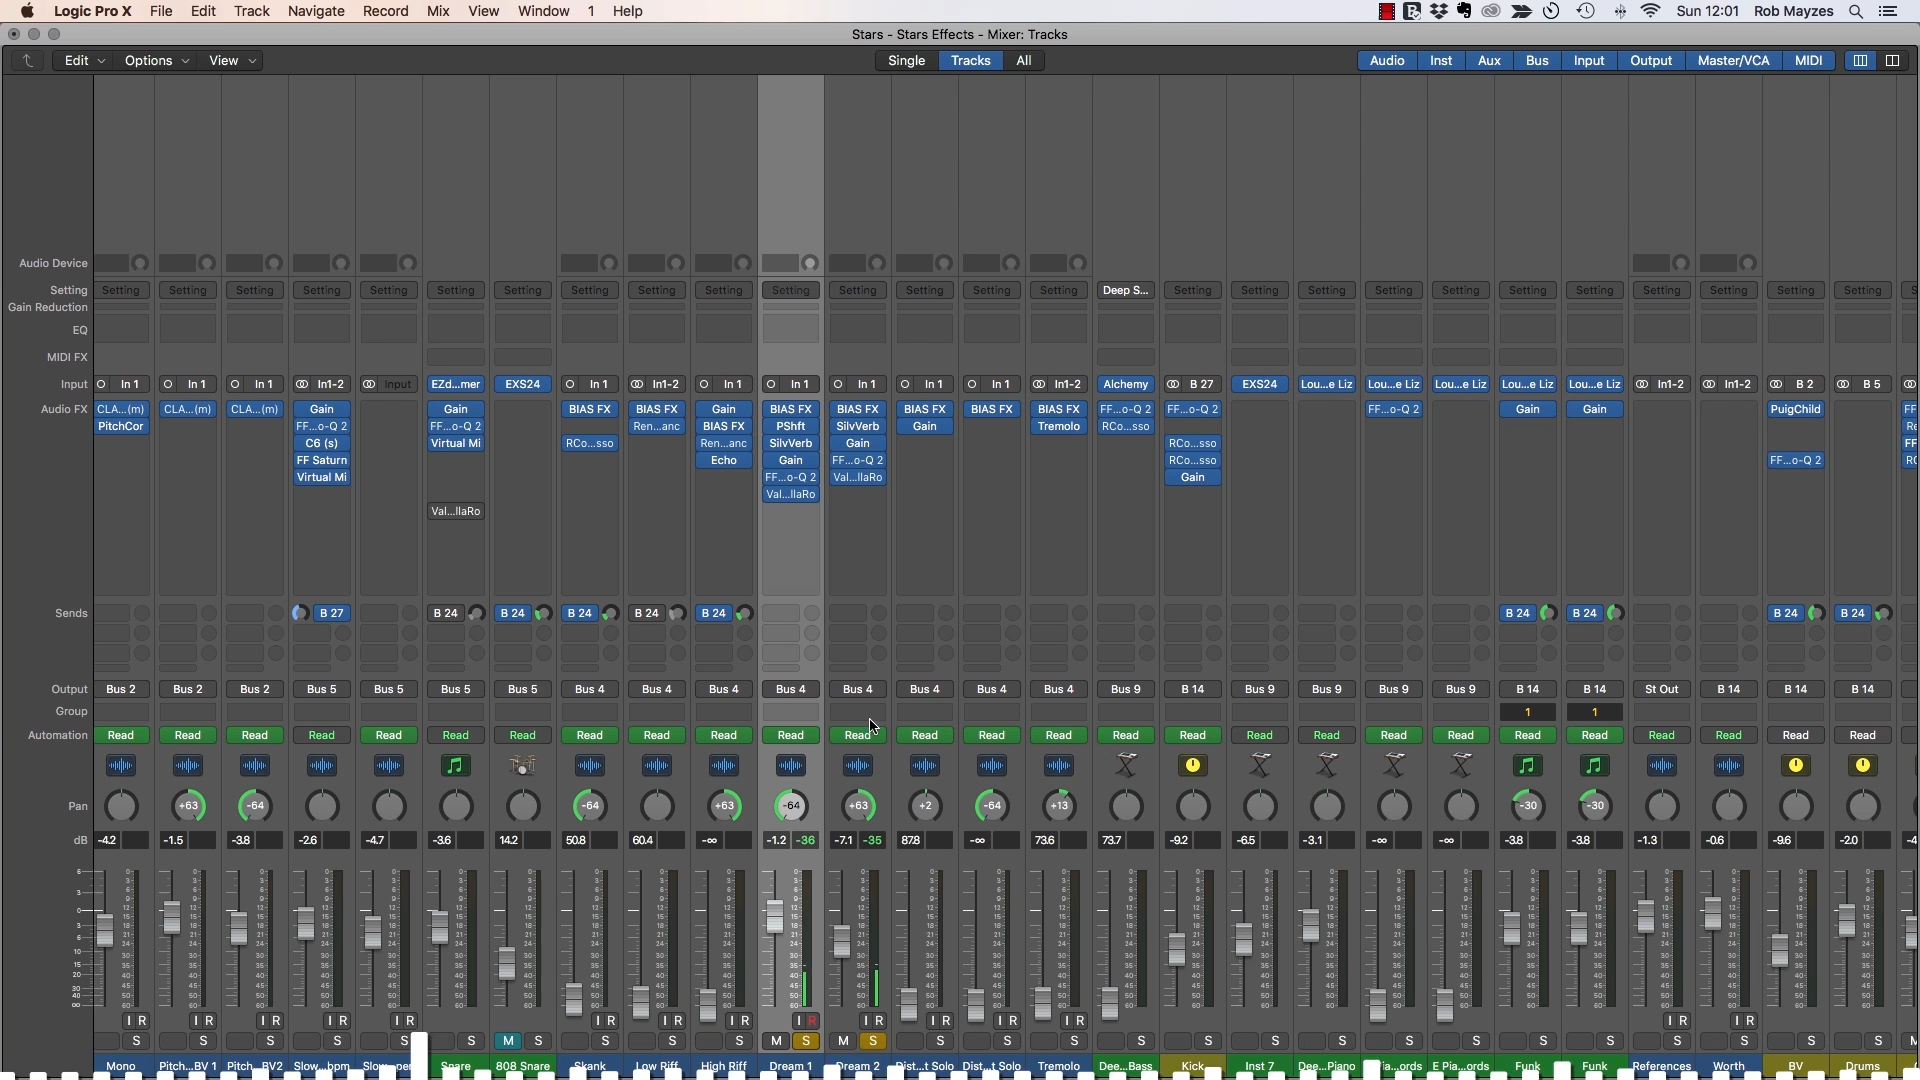 Logic Pro X File Edit Track Navigate Record Mix View Window 1 Help Sun 12:01 Rob Mayzes
Stars - Stars Effects - Mixer: Tracks
Edit Options View Single Tracks All Audio Inst Aux Bus Input Output Master/VCA MIDI
Audio Device
Setting Setting Setting Setting Setting Setting Setting Setting Setting Setting Setting Setting Setting Setting Setting Setting Deep S... Setting Setting Setting Setting Setting Setting Setting Setting Setting Setting Setting
Gain Reduction
EQ
MIDI FX
Input In 1 In 1 In 1 In1-2 Input EZd...mer EXS24 In 1 In1-2 In 1 In 1 In 1 In 1 In 1 In1-2 Alchemy B 27 EXS24 Lou...e Liz Lou...e Liz Lou...e Liz Lou...e Liz Lou...e Liz In1-2 In1-2 B 2 B 5
Audio FX CLA...(m) CLA...(m) CLA...(m) Gain Gain BIAS FX BIAS FX Gain BIAS FX BIAS FX BIAS FX BIAS FX BIAS FX FF...o-Q 2 FF...o-Q 2 FF...o-Q 2 Gain Gain PuigChild FF
PitchCor FF...o-Q 2 FF...o-Q 2 Ren...anc BIAS FX PShft SilvVerb Gain Tremolo RCo...sso Re
C6 (s) Virtual Mi RCo...sso Ren...anc SilvVerb Gain RCo...sso FF
FF Saturn Echo Gain FF...o-Q 2 RCo...sso FF...o-Q 2 RC
Virtual Mi FF...o-Q 2 Val...llaRo Gain
Val...llaRo
Val...llaRo
Sends B 27 B 24 B 24 B 24 B 24 B 24 B 24 B 24 B 24 B 24
Output Bus 2 Bus 2 Bus 2 Bus 5 Bus 5 Bus 5 Bus 5 Bus 4 Bus 4 Bus 4 Bus 4 Bus 4 Bus 4 Bus 4 Bus 4 Bus 9 B 14 Bus 9 Bus 9 Bus 9 Bus 9 B 14 B 14 St Out B 14 B 14 B 14
Group 1 1
Automation Read Read Read Read Read Read Read Read Read Read Read Read Read Read Read Read Read Read Read Read Read Read Read Read Read Read Read
Pan +63 -64 -64 +63 -64 +63 +2 -64 +13 -30 -30
dB -4.2 -1.5 -3.8 -2.6 -4.7 -3.6 14.2 50.8 60.4 -∞ -1.2 -36 -7.1 -35 87.8 -∞ 73.6 73.7 -9.2 -6.5 -3.1 -∞ -∞ -3.8 -3.8 -1.3 -0.6 -9.6 -2.0 -4
I R I R I R I R I R I R I R I R I R I R I R I R I R I R I R
S S S S S S M S S S S M S M S S S S S S S S S S S S S S S S M
Mono Pitch...BV 1 Pitch...BV2 Slow...bpm Snare 808 Snare Skank Low Riff High Riff Dream 1 Dream 2 Dist...t Solo Dist...t Solo Tremolo Dee...Bass Kick Inst 7 Dee...Piano E Pia...ords Funk Funk References Worth BV Drums